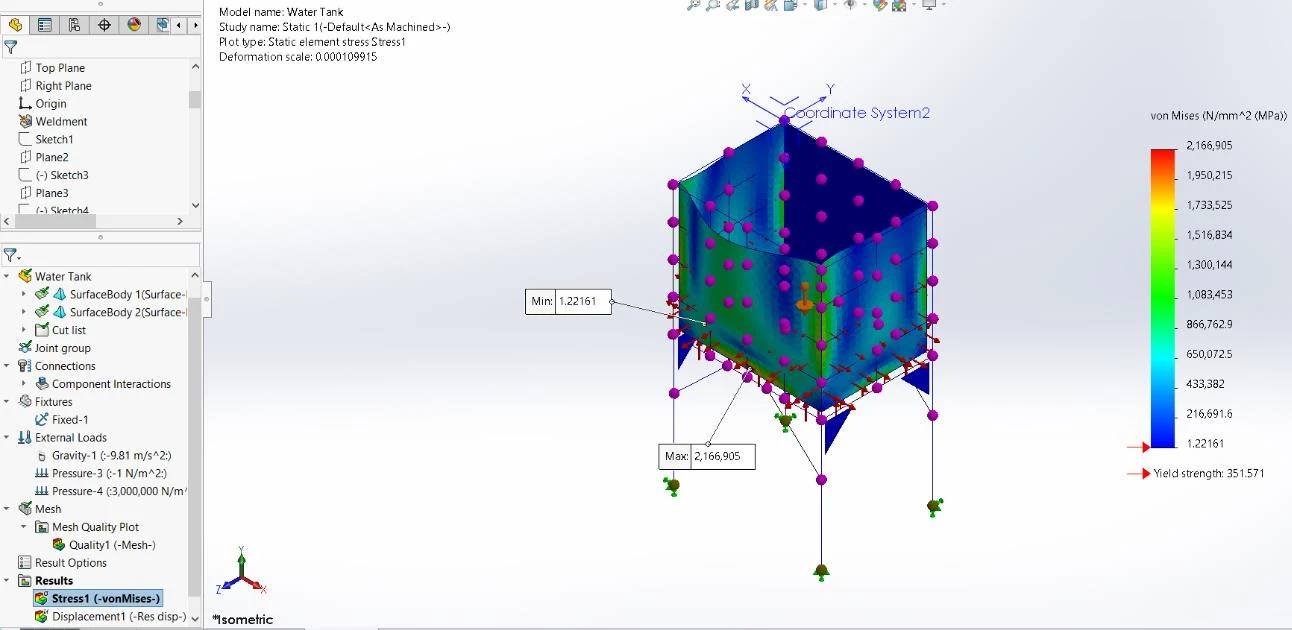 Model name: Water Tank
Study name: Static 1(-Default<As Machined>-)
Plot type: Static element stress Stress1
Deformation scale: 0.000109915
Top Plane
Right Plane
Origin
Weldment
Sketch1
Plane2
(-) Sketch3
Plane3
(-) Sketch4
Water Tank
SurfaceBody 1(Surface-
SurfaceBody 2(Surface-
Cut list
Joint group
Connections
Component Interactions
Fixtures
Fixed-1
External Loads
Gravity-1 (:-9.81 m/s^2:)
Pressure-3 (:-1 N/m^2:)
Pressure-4 (:3,000,000 N/m^
Mesh
Mesh Quality Plot
Quality1 (-Mesh-)
Result Options
Results
Stress1 (-vonMises-)
Displacement1 (-Res disp-)
X
Y
Coordinate System2
Min: 1.22161
Max: 2,166,905
von Mises (N/mm^2 (MPa))
2,166,905
1,950,215
1,733,525
1,516,834
1,300,144
1,083,453
866,762.9
650,072.5
433,382
216,691.6
1.22161
Yield strength: 351.571
Y
Z
X
*Isometric